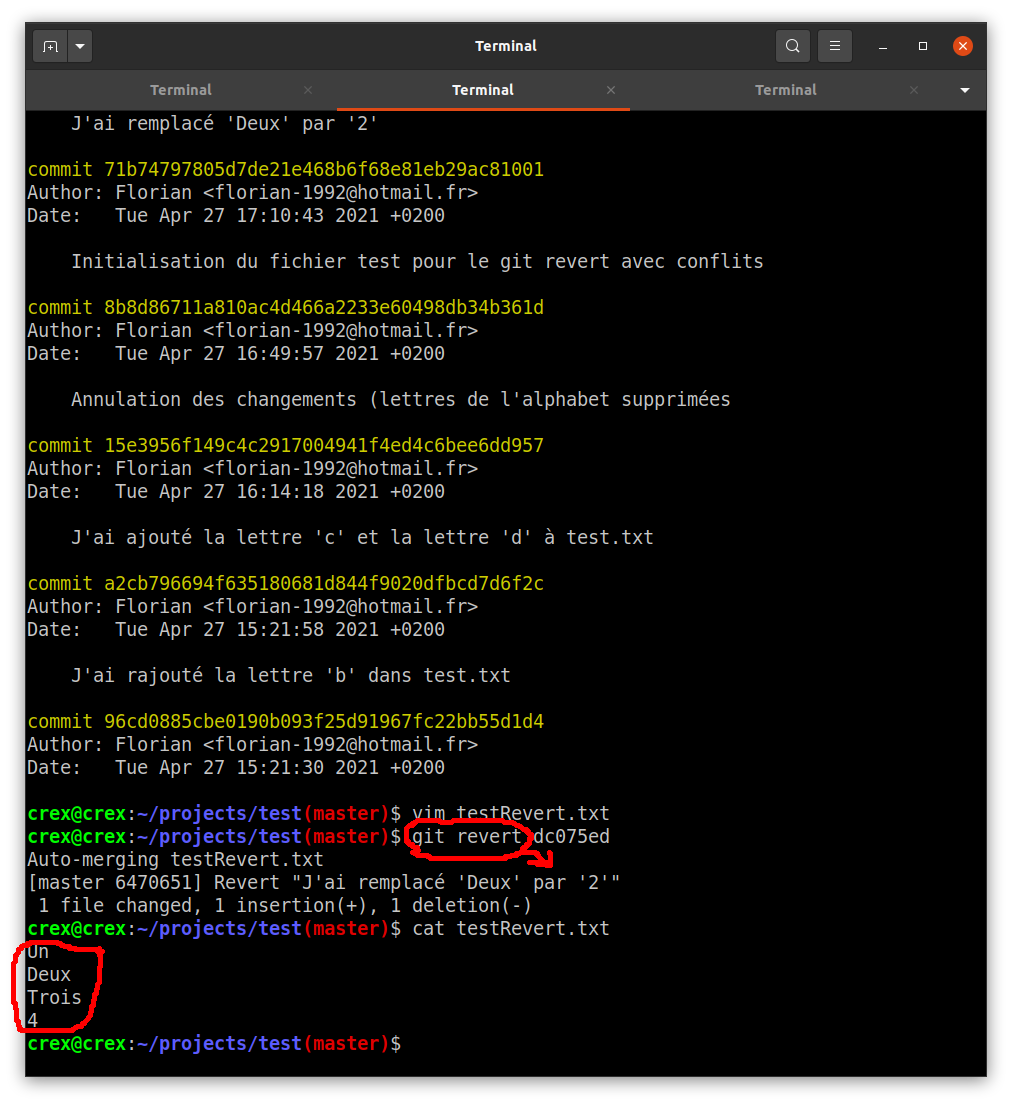 Terminal
Terminal Terminal Terminal
J'ai remplacé 'Deux' par '2'
commit 71b74797805d7de21e468b6f68e81eb29ac81001
Author: Florian <florian-1992@hotmail.fr>
Date:   Tue Apr 27 17:10:43 2021 +0200
Initialisation du fichier test pour le git revert avec conflits
commit 8b8d86711a810ac4d466a2233e60498db34b361d
Author: Florian <florian-1992@hotmail.fr>
Date:   Tue Apr 27 16:49:57 2021 +0200
Annulation des changements (lettres de l'alphabet supprimées
commit 15e3956f149c4c2917004941f4ed4c6bee6dd957
Author: Florian <florian-1992@hotmail.fr>
Date:   Tue Apr 27 16:14:18 2021 +0200
J'ai ajouté la lettre 'c' et la lettre 'd' à test.txt
commit a2cb796694f635180681d844f9020dfbcd7d6f2c
Author: Florian <florian-1992@hotmail.fr>
Date:   Tue Apr 27 15:21:58 2021 +0200
J'ai rajouté la lettre 'b' dans test.txt
commit 96cd0885cbe0190b093f25d91967fc22bb55d1d4
Author: Florian <florian-1992@hotmail.fr>
Date:   Tue Apr 27 15:21:30 2021 +0200
crex@crex:~/projects/test(master)$ vim testRevert.txt
crex@crex:~/projects/test(master)$ git revert dc075ed
Auto-merging testRevert.txt
[master 6470651] Revert "J'ai remplacé 'Deux' par '2'"
1 file changed, 1 insertion(+), 1 deletion(-)
crex@crex:~/projects/test(master)$ cat testRevert.txt
Un
Deux
Trois
4
crex@crex:~/projects/test(master)$